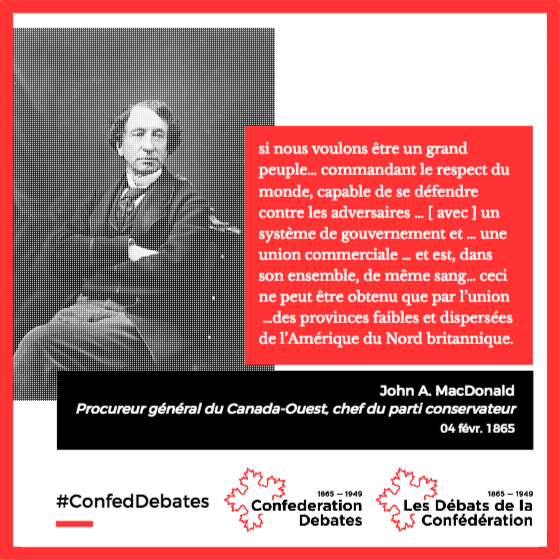 si nous voulons être un grand
peuple... commandant le respect du
monde, capable de se défendre
contre les adversaires ... [ avec ] un
système de gouvernement et ... une
union commerciale ... et est, dans
son ensemble, de même sang... ceci
ne peut être obtenu que par l'union
...des provinces faibles et dispersées
de l'Amérique du Nord britannique.
John A. MacDonald
Procureur général du Canada-Ouest, chef du parti conservateur
04 févr. 1865
#ConfedDebates
1865 — 1949
Confederation
Debates
1865 — 1949
Les Débats de la
Confédération